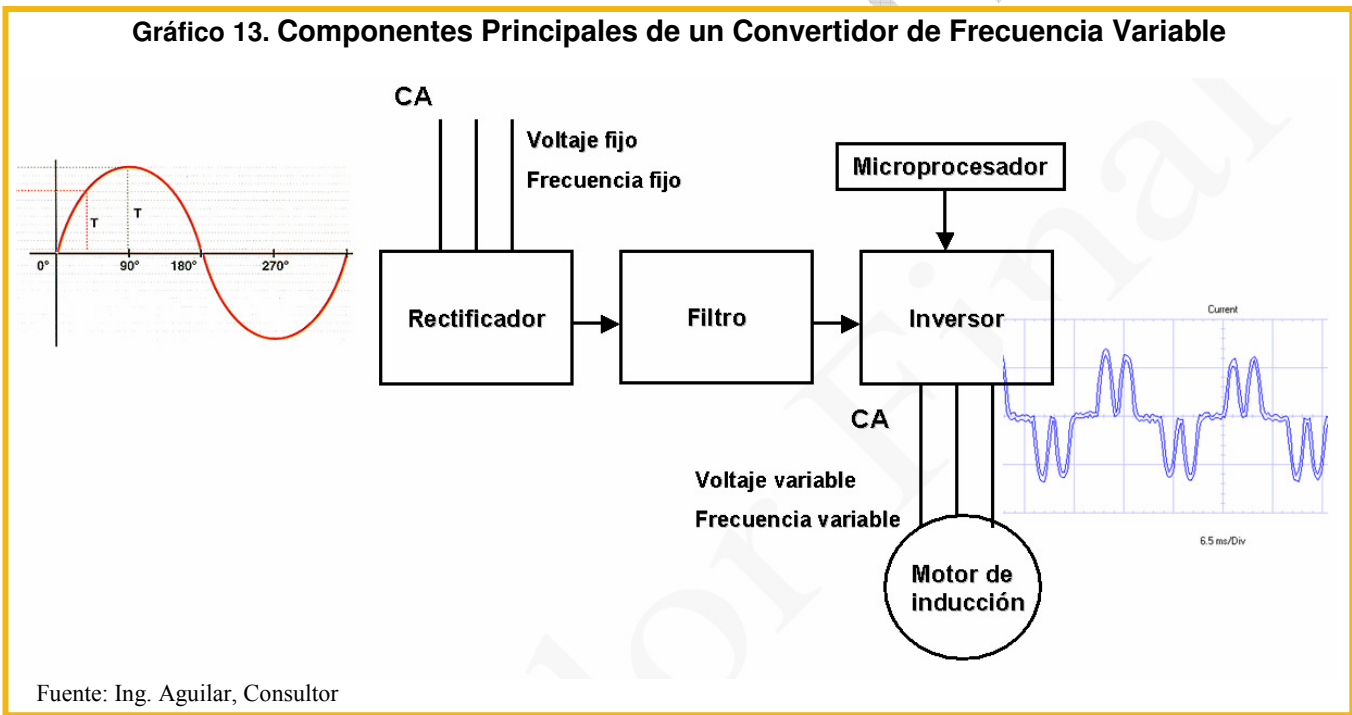 Gráfico 13. Componentes Principales de un Convertidor de Frecuencia Variable
CA
Voltaje fijo
Frecuencia fijo
Microprocesador
T
T
0°
90°
180°
270°
Rectificador
Filtro
Inversor
Current
CA
Voltaje variable
Frecuencia variable
6.5 ms/Div
Motor de
inducción
Fuente: Ing. Aguilar, Consultor
dor Final